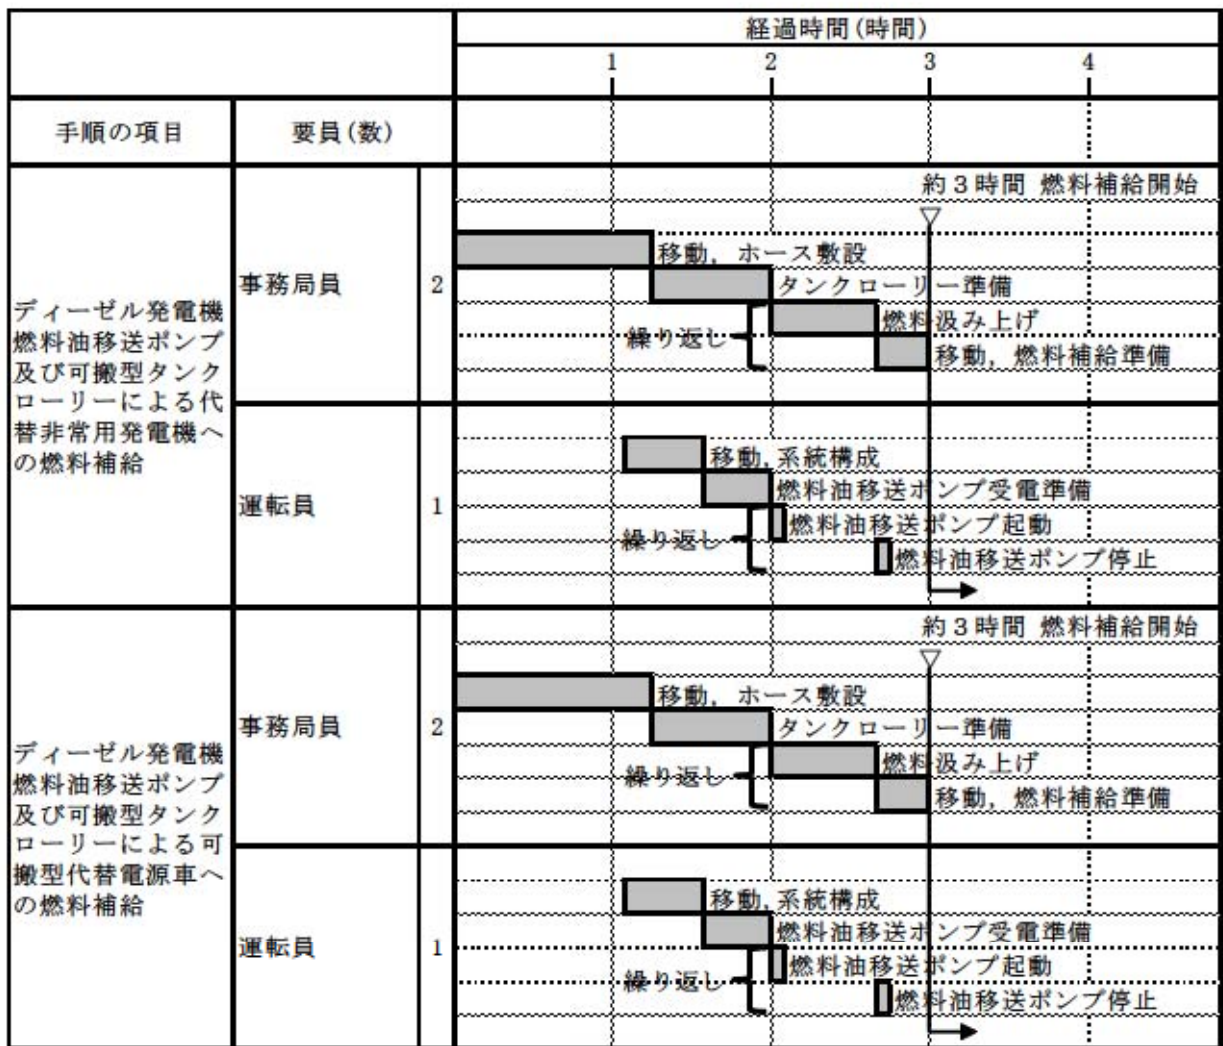 経過時間(時間)
1 2 3 4
手順の項目 要員(数)
ディーゼル発電機
燃料油移送ポンプ
及び可搬型タンク
ローリーによる代
替非常用発電機へ
の燃料補給
事務局員 2
約3時間 燃料補給開始
移動，ホース敷設
タンクローリー準備
繰り返し
燃料汲み上げ
移動，燃料補給準備
運転員 1
移動,系統構成
燃料油移送ポンプ受電準備
繰り返し
燃料油移送ポンプ起動
燃料油移送ポンプ停止
ディーゼル発電機
燃料油移送ポンプ
及び可搬型タンク
ローリーによる可
搬型代替電源車へ
の燃料補給
事務局員 2
約3時間 燃料補給開始
移動，ホース敷設
タンクローリー準備
繰り返し
燃料汲み上げ
移動，燃料補給準備
運転員 1
移動,系統構成
燃料油移送ポンプ受電準備
繰り返し
燃料油移送ポンプ起動
燃料油移送ポンプ停止